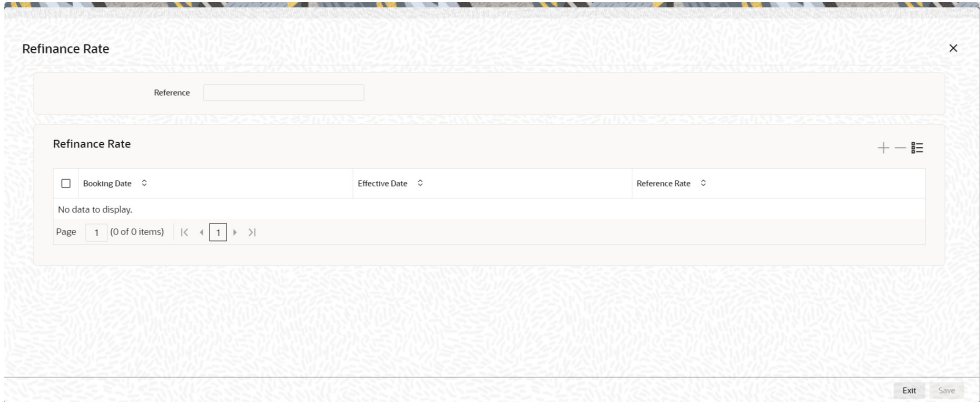 Refinance Rate
Reference
Refinance Rate
Booking Date Effective Date Reference Rate
No data to display.
Page 1 (0 of 0 items) 1
Exit Save